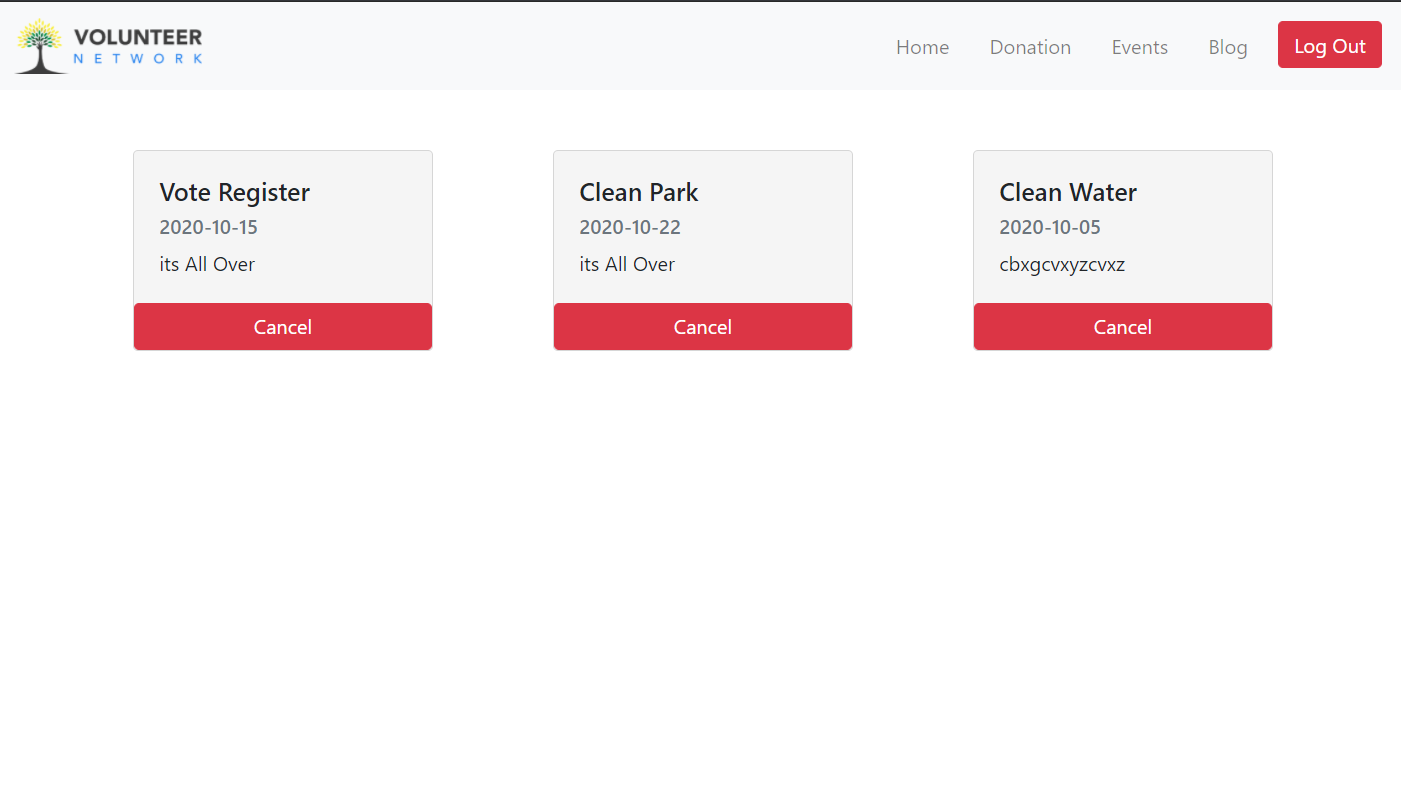 VOLUNTEER
NETWORK
Home Donation Events Blog Log Out
Vote Register
2020-10-15
its All Over
Cancel
Clean Park
2020-10-22
its All Over
Cancel
Clean Water
2020-10-05
cbxgcvxyzcvxz
Cancel